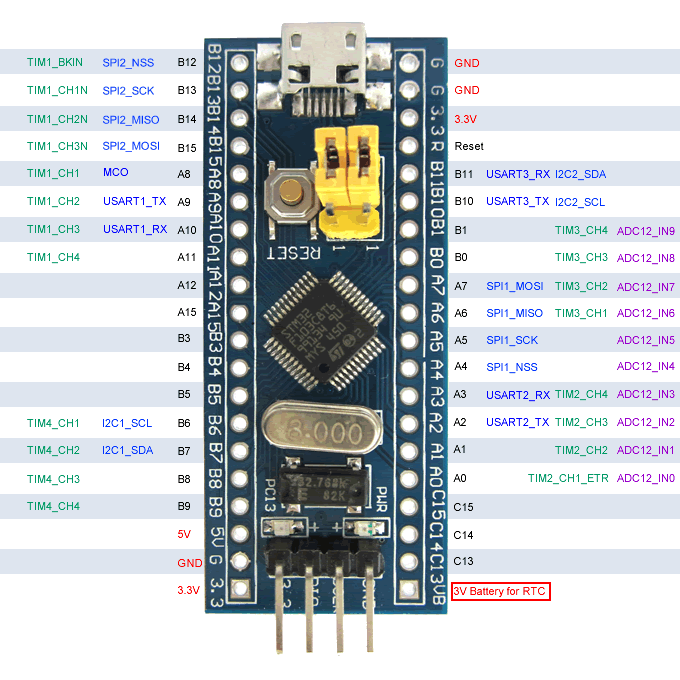 TIM1_BKIN SPI2_NSS B12 B12 G GND
TIM1_CH1N SPI2_SCK B13 B13 G GND
TIM1_CH2N SPI2_MISO B14 B14 3.3 3.3V
TIM1_CH3N SPI2_MOSI B15 B15 R Reset
TIM1_CH1 MCO A8 A8 B11 B11 USART3_RX I2C2_SDA
TIM1_CH2 USART1_TX A9 A9 B10 B10 USART3_TX I2C2_SCL
TIM1_CH3 USART1_RX A10 A10 B1 B1 TIM3_CH4 ADC12_IN9
TIM1_CH4 A11 A11 RESET 1 1 B0 B0 TIM3_CH3 ADC12_IN8
A12 A12 A7 A7 SPI1_MOSI TIM3_CH2 ADC12_IN7
A15 A15 A6 A6 SPI1_MISO TIM3_CH1 ADC12_IN6
B3 B3 STM32 A5 A5 SPI1_SCK ADC12_IN5
B4 B4 ST A4 A4 SPI1_NSS ADC12_IN4
B5 B5 A3 A3 USART2_RX TIM2_CH4 ADC12_IN3
TIM4_CH1 I2C1_SCL B6 B6 8.000 A2 A2 USART2_TX TIM2_CH3 ADC12_IN2
TIM4_CH2 I2C1_SDA B7 B7 A1 A1 TIM2_CH2 ADC12_IN1
TIM4_CH3 B8 B8 PC13 32.768K PWR A0 A0 TIM2_CH1_ETR ADC12_IN0
TIM4_CH4 B9 B9 E 62K C15 C15
5V 5V + + C14 C14
GND G C13 C13
3.3V 3.3 VB 3V Battery for RTC